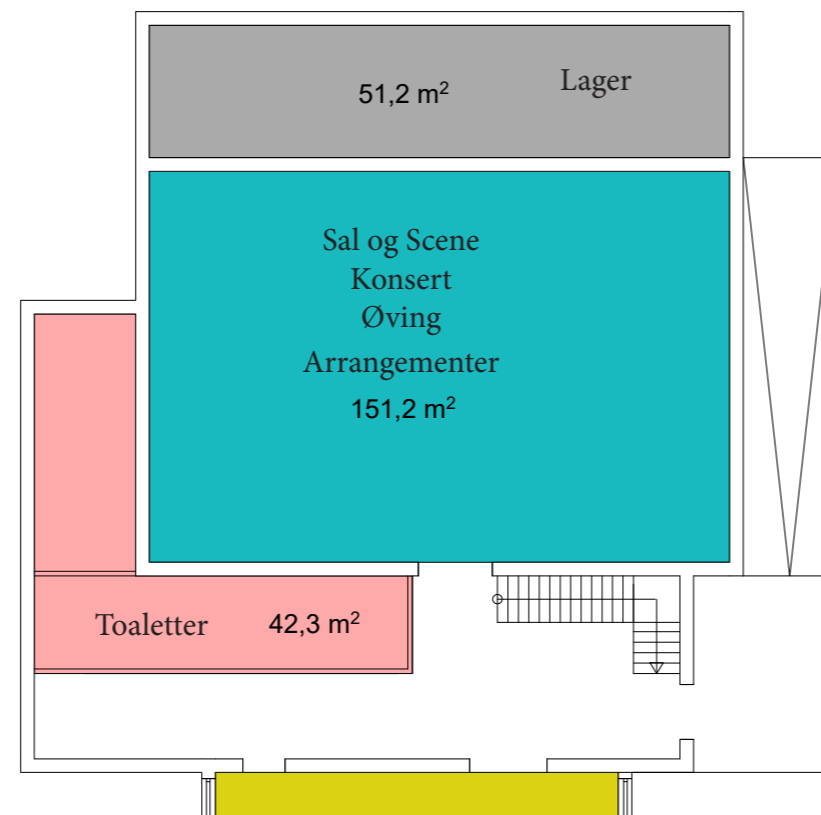 51,2 m²
Lager
Sal og Scene
Konsert
Øving
Arrangementer
151,2 m²
Toaletter
42,3 m²